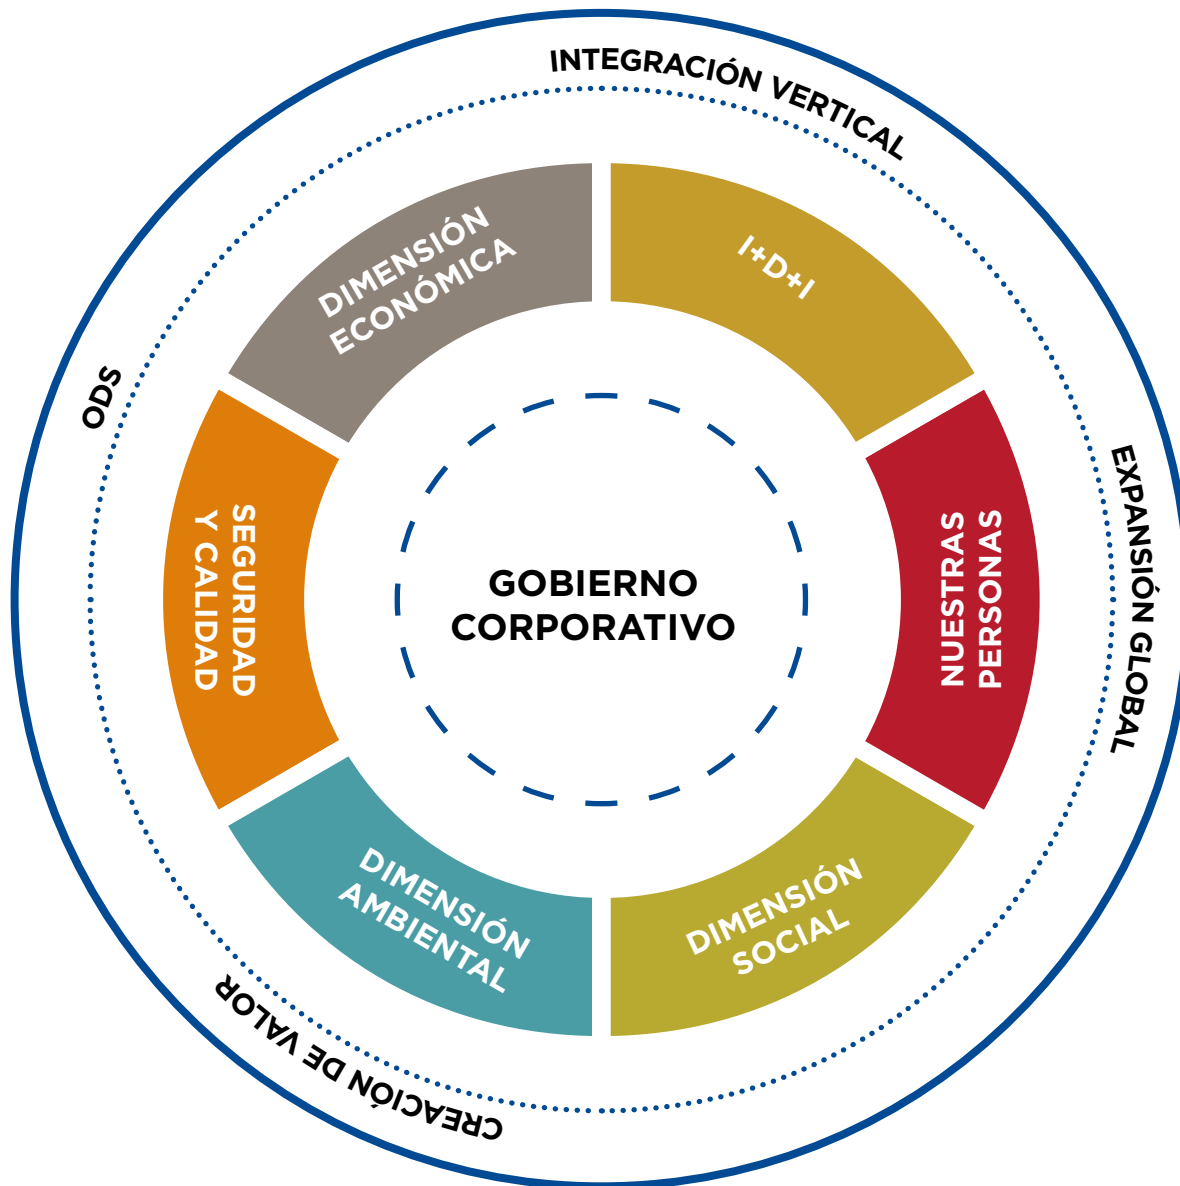 INTEGRACIÓN VERTICAL
EXPANSIÓN GLOBAL
CREACIÓN DE VALOR
ODS
DIMENSIÓN
ECONÓMICA
I+D+I
NUESTRAS
PERSONAS
DIMENSIÓN
SOCIAL
DIMENSIÓN
AMBIENTAL
SEGURIDAD
Y CALIDAD
GOBIERNO
CORPORATIVO